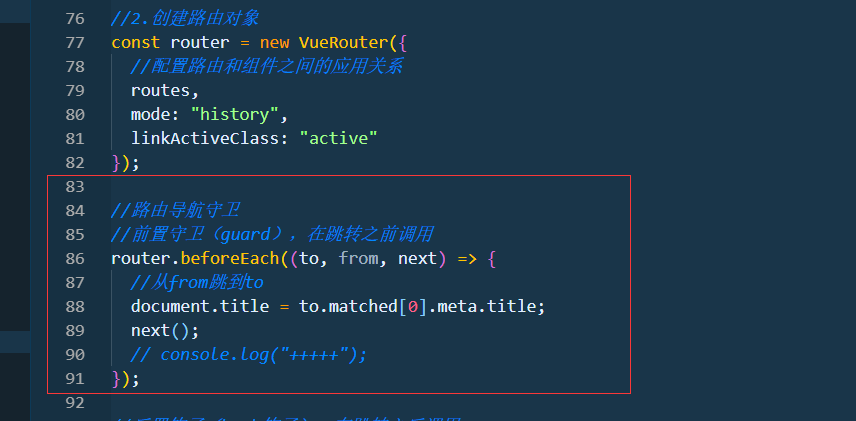 76 //2.创建路由对象
77 const router = new VueRouter({
78   //配置路由和组件之间的应用关系
79   routes,
80   mode: "history",
81   linkActiveClass: "active"
82 });
83
84 //路由导航守卫
85 //前置守卫（guard），在跳转之前调用
86 router.beforeEach((to, from, next) => {
87   //从from跳到to
88   document.title = to.matched[0].meta.title;
89   next();
90   // console.log("+++++");
91 });
92